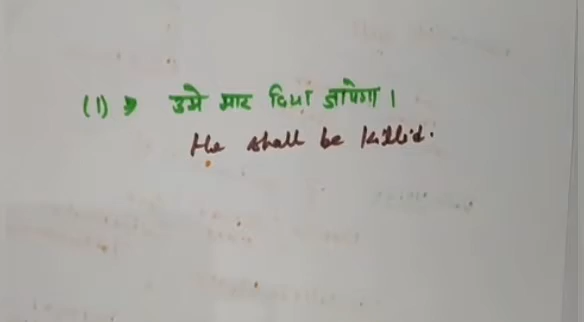 (1) → उसे मार दिया जायेगा ।
He shall be killed.